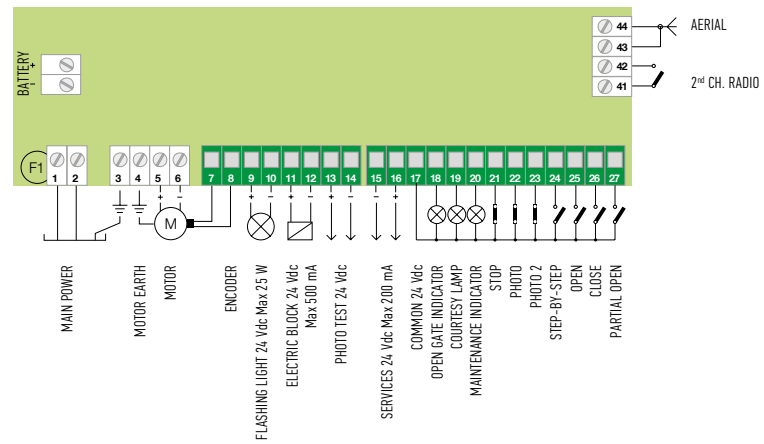 44 AERIAL
43
42
41 2nd CH. RADIO
BATTERY
+
-
F1
1 2 3 4 5 6 7 8 9 10 11 12 13 14 15 16 17 18 19 20 21 22 23 24 25 26 27
+ - + - + - + - - +
M
MAIN POWER
MOTOR EARTH
MOTOR
ENCODER
FLASHING LIGHT 24 Vdc Max 25 W
ELECTRIC BLOCK 24 Vdc
Max 500 mA
PHOTO TEST 24 Vdc
SERVICES 24 Vdc Max 200 mA
COMMON 24 Vdc
OPEN GATE INDICATOR
COURTESY LAMP
MAINTENANCE INDICATOR
STOP
PHOTO
PHOTO 2
STEP-BY-STEP
OPEN
CLOSE
PARTIAL OPEN